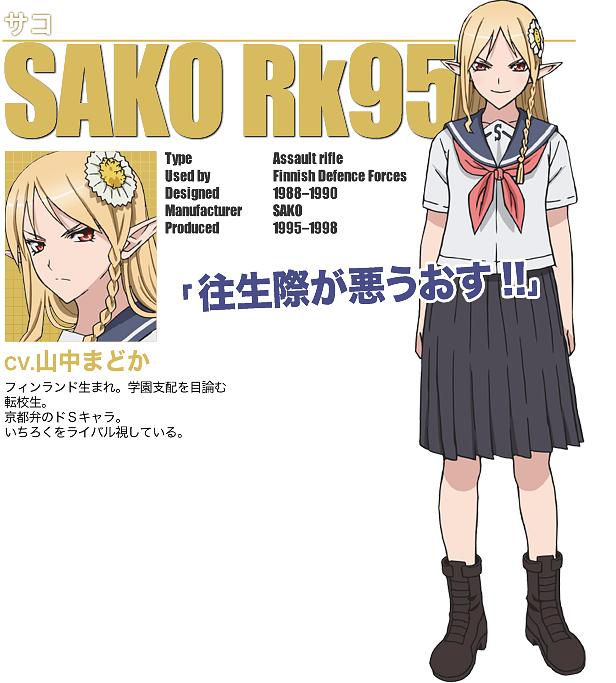 サコ
SAKO Rk95
Type Assault rifle
Used by Finnish Defence Forces
Designed 1988–1990
Manufacturer SAKO
Produced 1995–1998
「往生際が悪うおす!!」
CV.山中まどか
フィンランド生まれ。学園支配を目論む
転校生。
京都弁のドSキャラ。
いちろくをライバル視している。
S